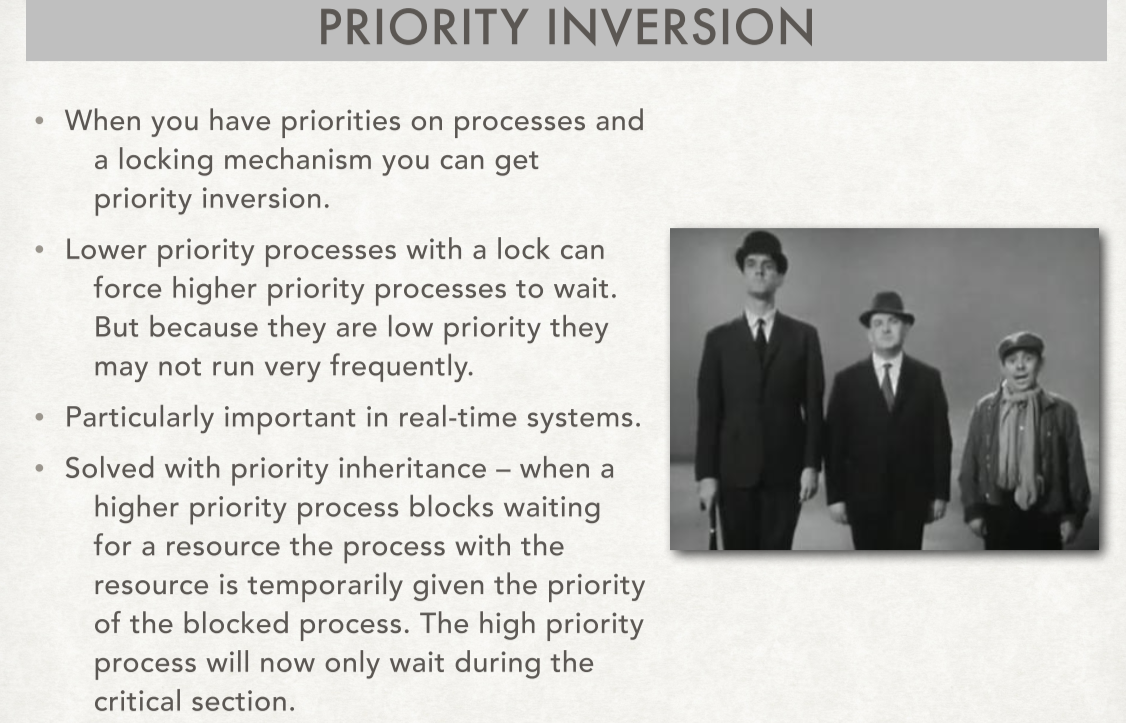 PRIORITY INVERSION
• When you have priorities on processes and
a locking mechanism you can get
priority inversion.
• Lower priority processes with a lock can
force higher priority processes to wait.
But because they are low priority they
may not run very frequently.
• Particularly important in real-time systems.
• Solved with priority inheritance – when a
higher priority process blocks waiting
for a resource the process with the
resource is temporarily given the priority
of the blocked process. The high priority
process will now only wait during the
critical section.